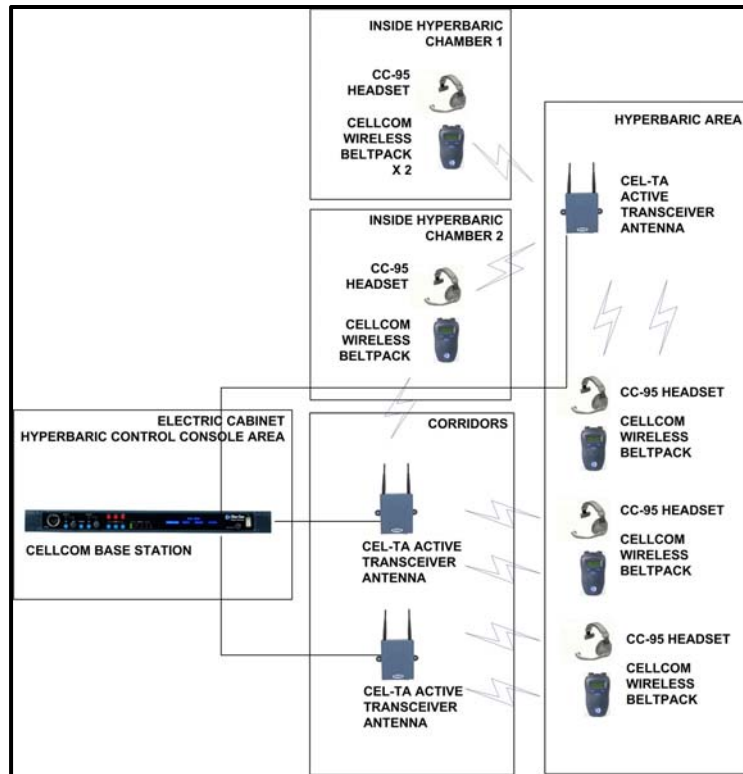 INSIDE HYPERBARIC
CHAMBER 1
CC-95
HEADSET
CELLCOM
WIRELESS
BELTPACK
X 2
HYPERBARIC AREA
CEL-TA
ACTIVE
TRANSCEIVER
ANTENNA
INSIDE HYPERBARIC
CHAMBER 2
CC-95
HEADSET
CELLCOM
WIRELESS
BELTPACK
CC-95 HEADSET
CELLCOM
WIRELESS
BELTPACK
ELECTRIC CABINET
HYPERBARIC CONTROL CONSOLE AREA
CELLCOM BASE STATION
CORRIDORS
CEL-TA ACTIVE
TRANSCEIVER
ANTENNA
CC-95 HEADSET
CELLCOM
WIRELESS
BELTPACK
CEL-TA ACTIVE
TRANSCEIVER
ANTENNA
CC-95 HEADSET
CELLCOM
WIRELESS
BELTPACK